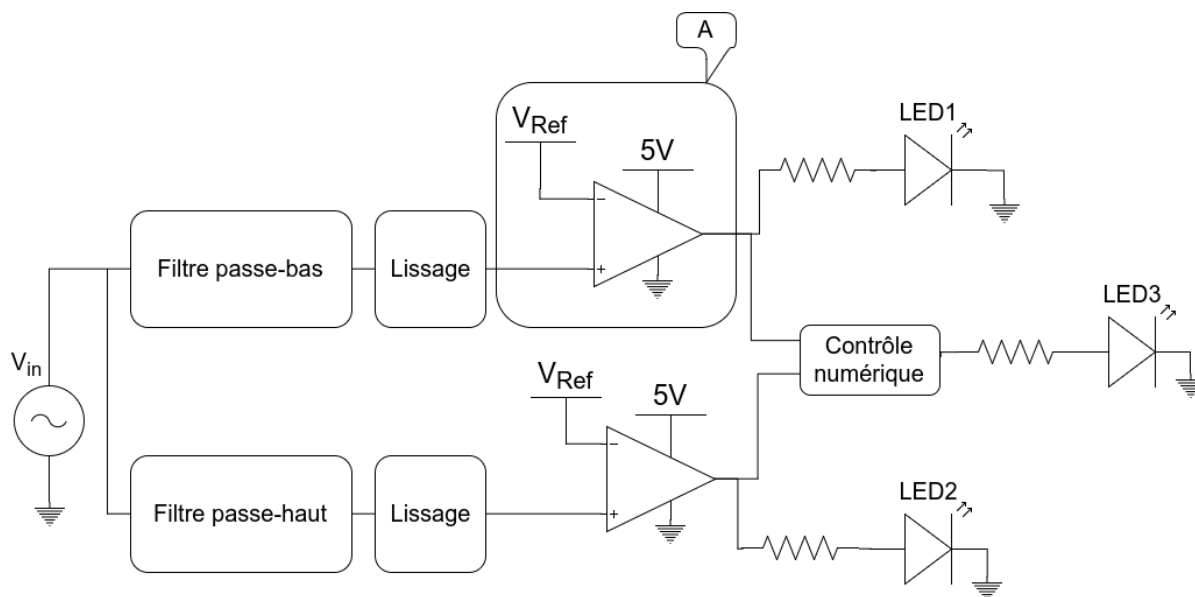 A
V_Ref
5V
LED1
−
+
Filtre passe-bas
Lissage
LED3
Contrôle
numérique
V_in
V_Ref
5V
−
+
Filtre passe-haut
Lissage
LED2